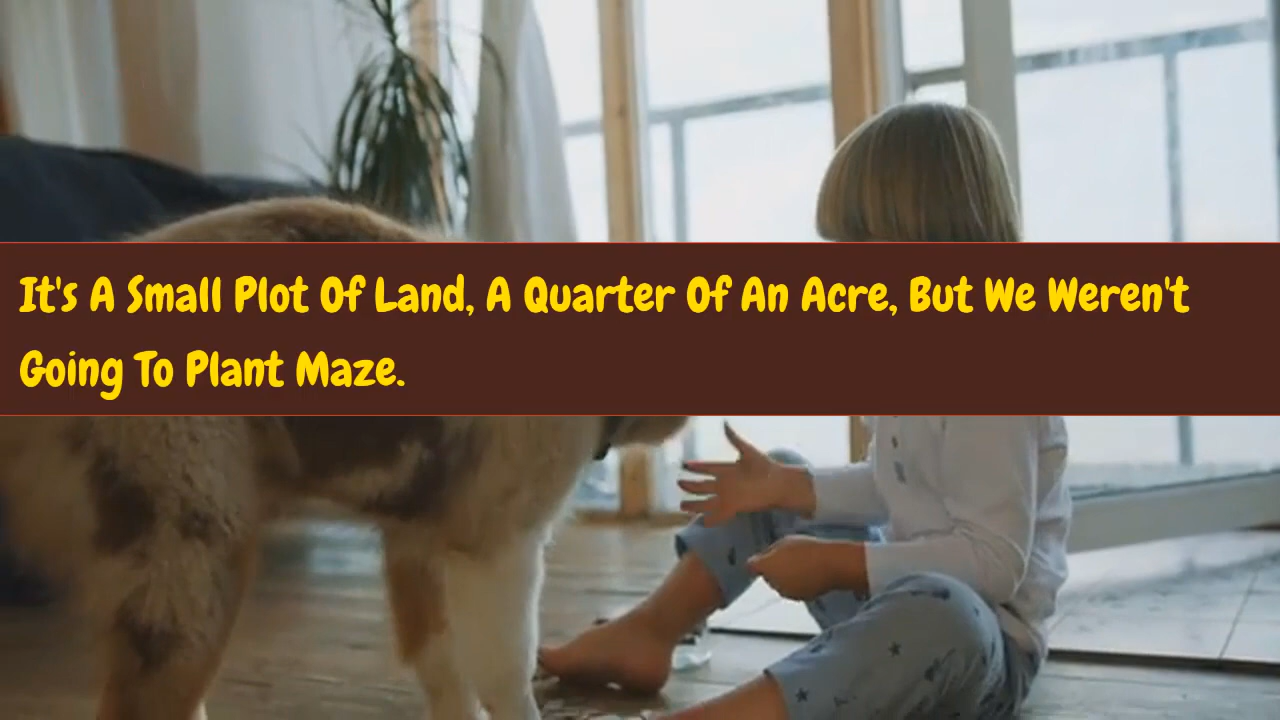 It's A Small Plot Of Land, A Quarter Of An Acre, But We Weren't
Going To Plant Maze.